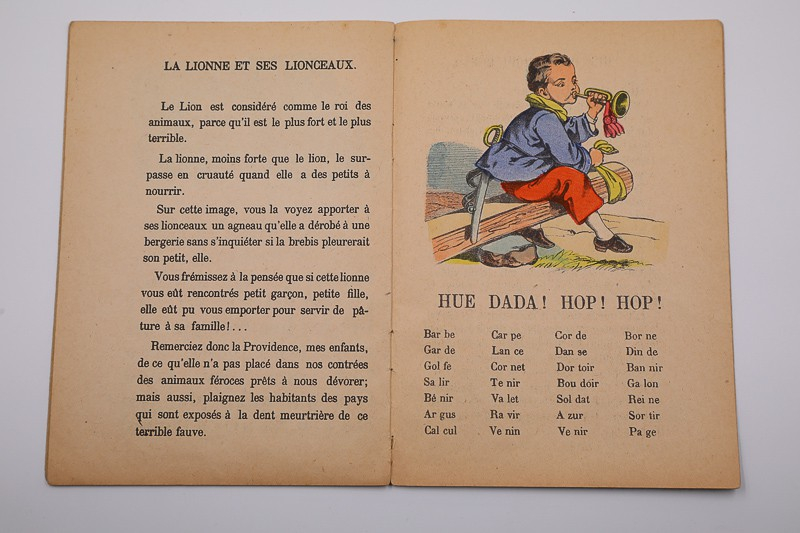 LA LIONNE ET SES LIONCEAUX.
Le Lion est considéré comme le roi des
animaux, parce qu'il est le plus fort et le plus
terrible.
La lionne, moins forte que le lion, le sur-
passe en cruauté quand elle a des petits à
nourrir.
Sur cette image, vous la voyez apporter à
ses lionceaux un agneau qu'elle a dérobé à une
bergerie sans s'inquiéter si la brebis pleurerait
son petit, elle.
Vous frémissez à la pensée que si cette lionne
vous eût rencontrés petit garçon, petite fille,
elle eût pu vous emporter pour servir de pâ-
ture à sa famille!...
Remerciez donc la Providence, mes enfants,
de ce qu'elle n'a pas placé dans nos contrées
des animaux féroces prêts à nous dévorer;
mais aussi, plaignez les habitants des pays
qui sont exposés à la dent meurtrière de ce
terrible fauve.
HUE DADA! HOP! HOP!
Bar be Car pe Cor de Bor ne
Gar de Lan ce Dan se Din de
Gol fe Cor net Dor toir Ban nir
Sa lir Te nir Bou doir Ga lon
Bé nir Va let Sol dat Rei ne
Ar gus Ra vir A zur Sor tir
Cal cul Ve nin Ve nir Pa ge